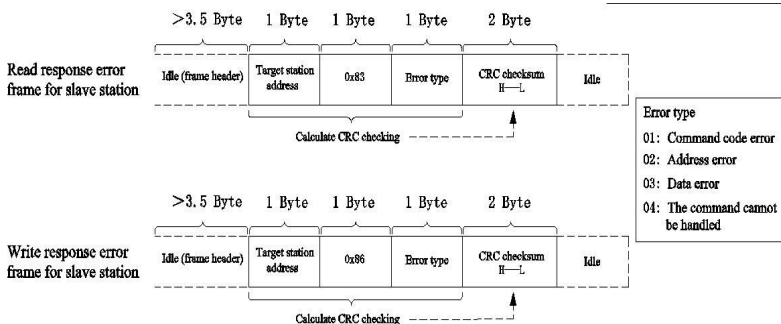 >3.5 Byte 1 Byte 1 Byte 1 Byte 2 Byte
Read response error
frame for slave station
Idle (frame header)
Target station
address
0x83
Error type
CRC checksum
H—L
Idle
Calculate CRC checking
Error type
01: Command code error
02: Address error
03: Data error
04: The command cannot
be handled
>3.5 Byte 1 Byte 1 Byte 1 Byte 2 Byte
Write response error
frame for slave station
Idle (frame header)
Target station
address
0x86
Error type
CRC checksum
H—L
Idle
Calculate CRC checking